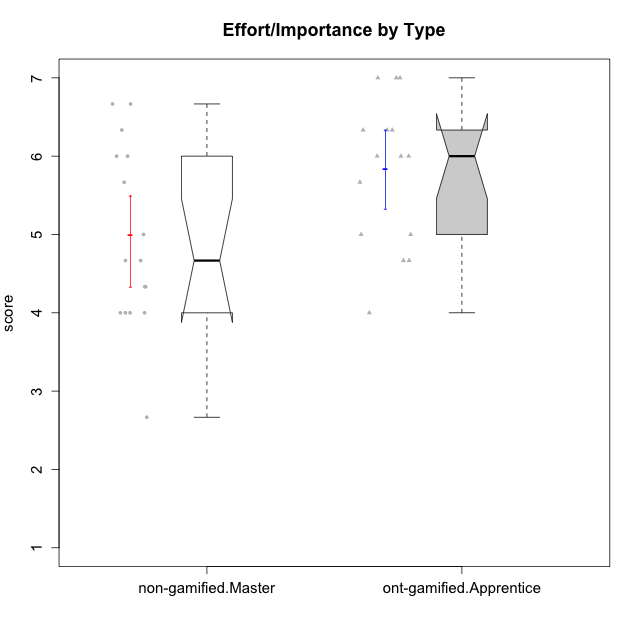 Effort/Importance by Type
7
6
5
4
3
2
1
score
non-gamified.Master
ont-gamified.Apprentice